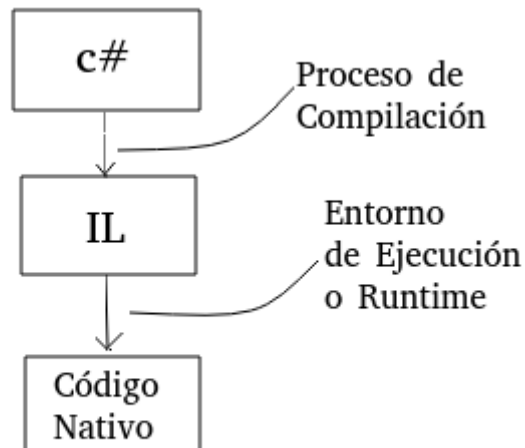 c#
Proceso de
Compilación
IL
Entorno
de Ejecución
o Runtime
Código
Nativo